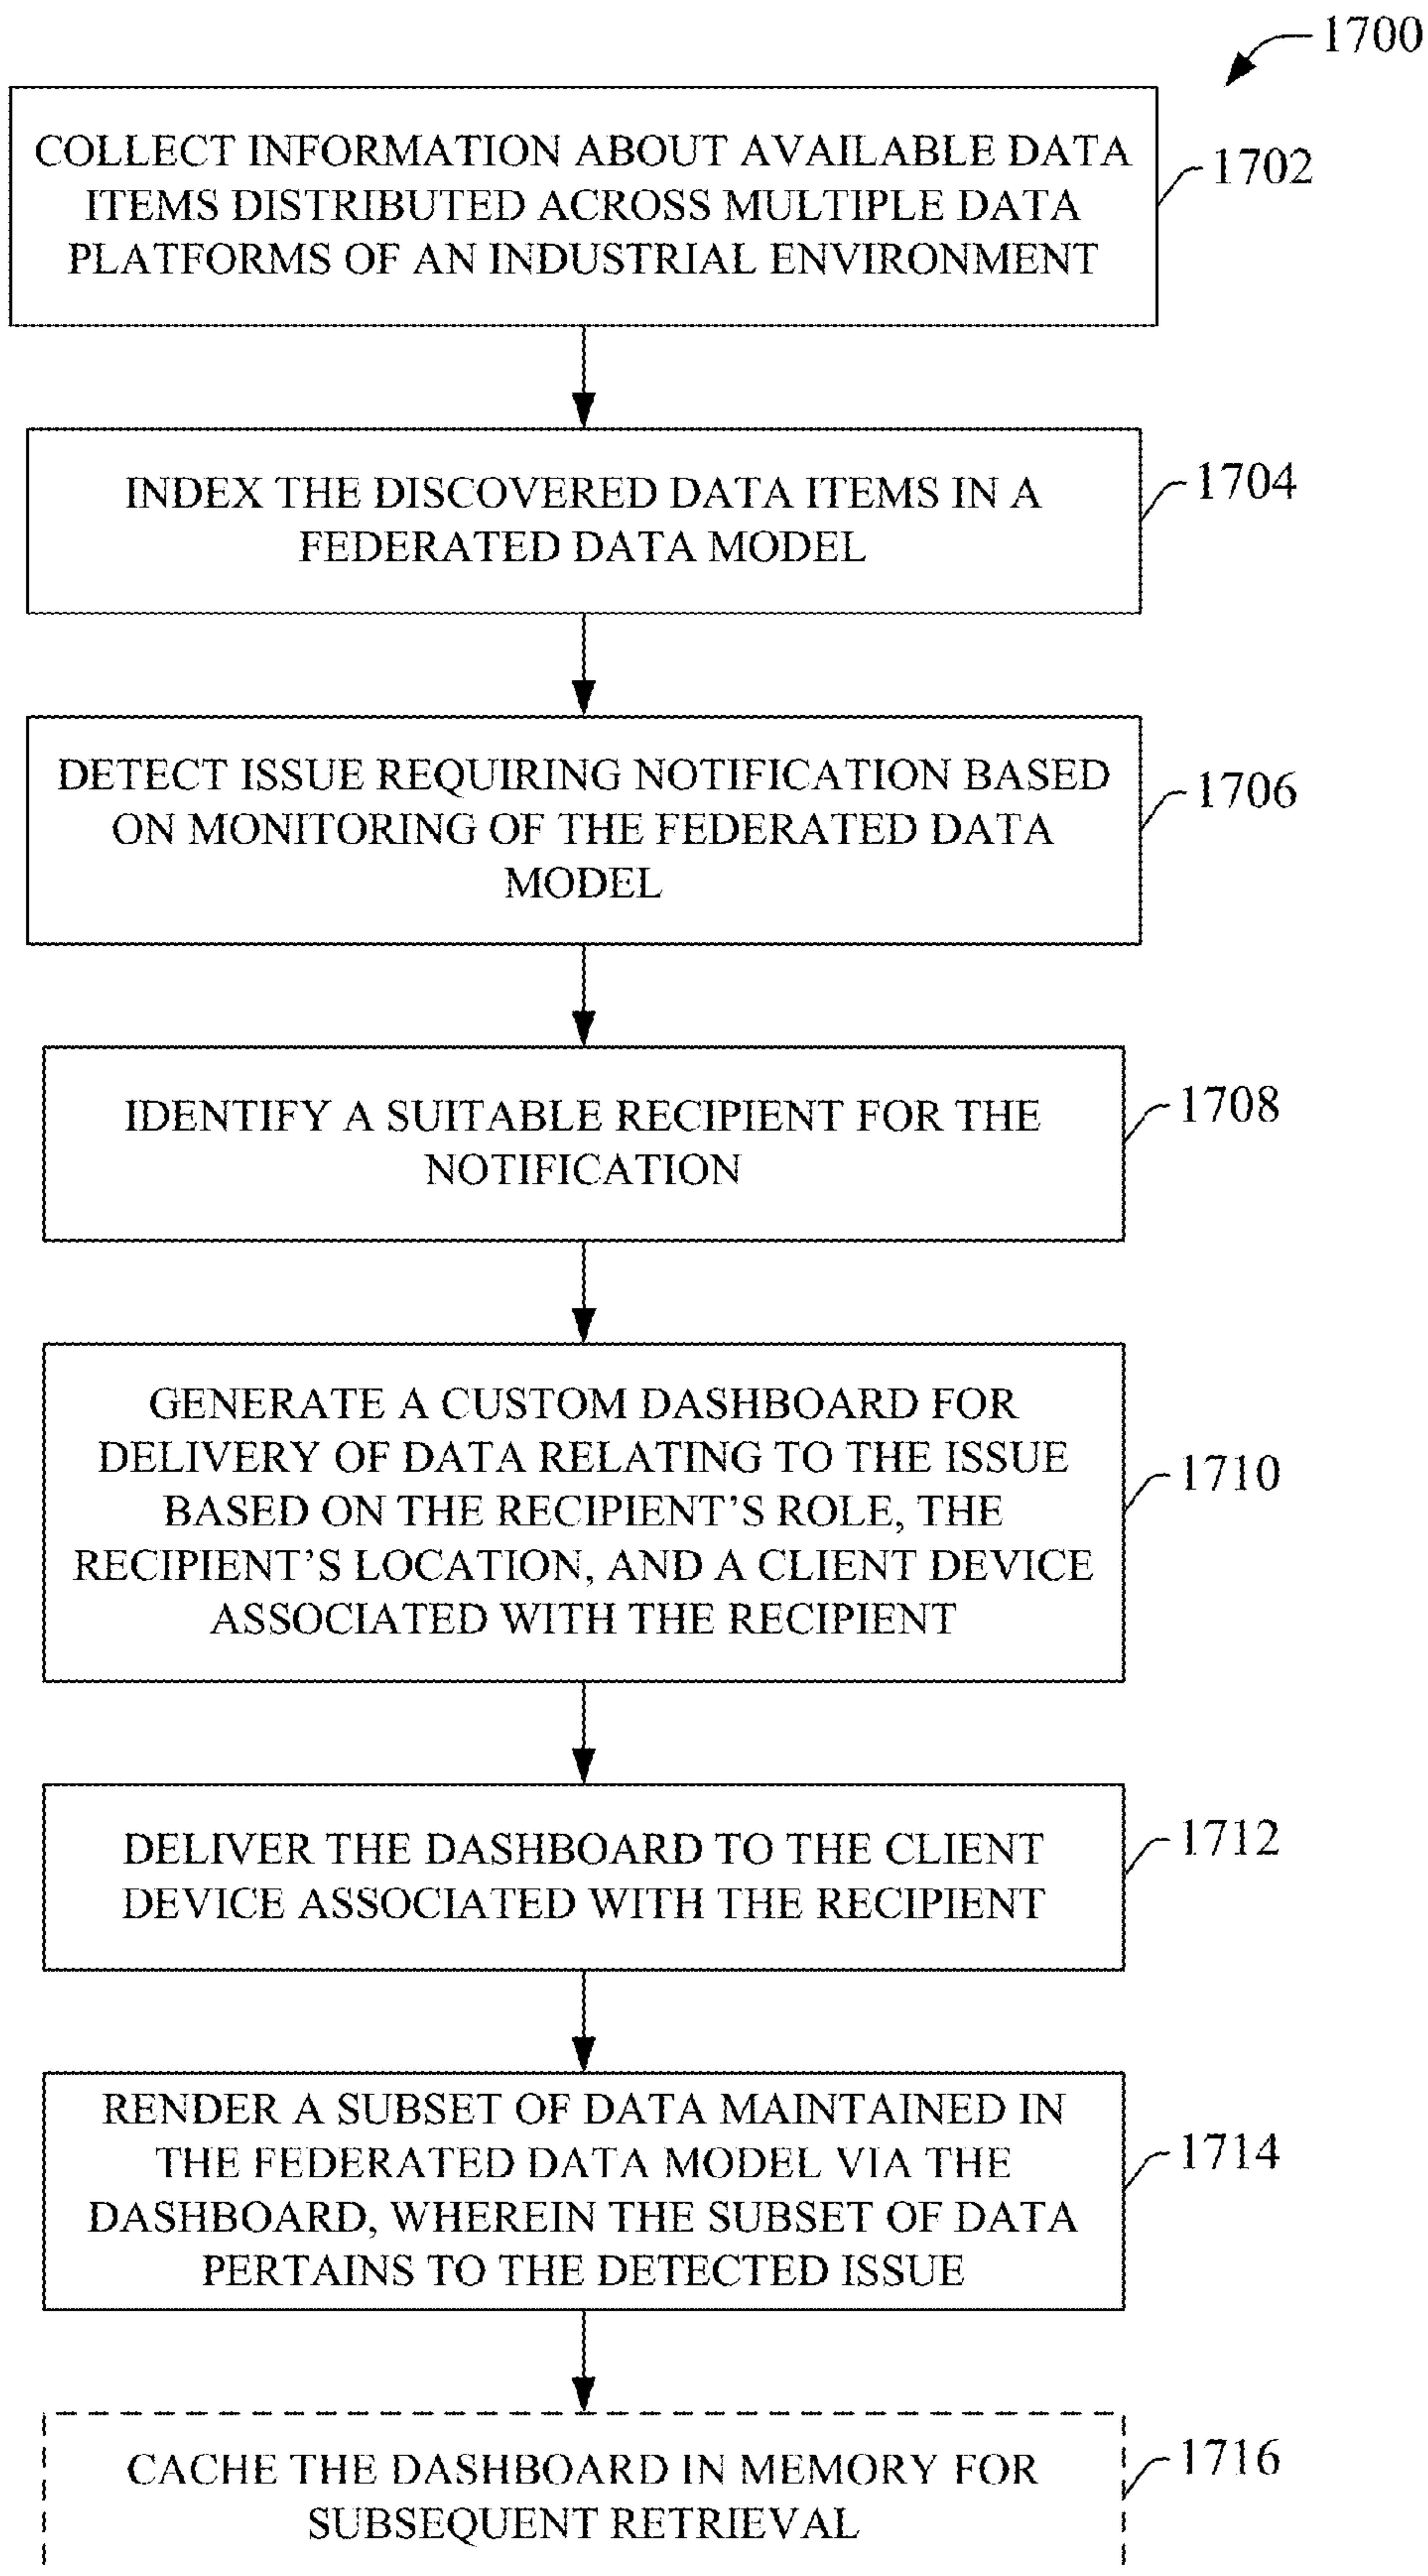 1700
COLLECT INFORMATION ABOUT AVAILABLE DATA
ITEMS DISTRIBUTED ACROSS MULTIPLE DATA
PLATFORMS OF AN INDUSTRIAL ENVIRONMENT
1702
INDEX THE DISCOVERED DATA ITEMS IN A
FEDERATED DATA MODEL
1704
DETECT ISSUE REQUIRING NOTIFICATION BASED
ON MONITORING OF THE FEDERATED DATA
MODEL
1706
IDENTIFY A SUITABLE RECIPIENT FOR THE
NOTIFICATION
1708
GENERATE A CUSTOM DASHBOARD FOR
DELIVERY OF DATA RELATING TO THE ISSUE
BASED ON THE RECIPIENT'S ROLE, THE
RECIPIENT'S LOCATION, AND A CLIENT DEVICE
ASSOCIATED WITH THE RECIPIENT
1710
DELIVER THE DASHBOARD TO THE CLIENT
DEVICE ASSOCIATED WITH THE RECIPIENT
1712
RENDER A SUBSET OF DATA MAINTAINED IN
THE FEDERATED DATA MODEL VIA THE
DASHBOARD, WHEREIN THE SUBSET OF DATA
PERTAINS TO THE DETECTED ISSUE
1714
CACHE THE DASHBOARD IN MEMORY FOR
SUBSEQUENT RETRIEVAL
1716